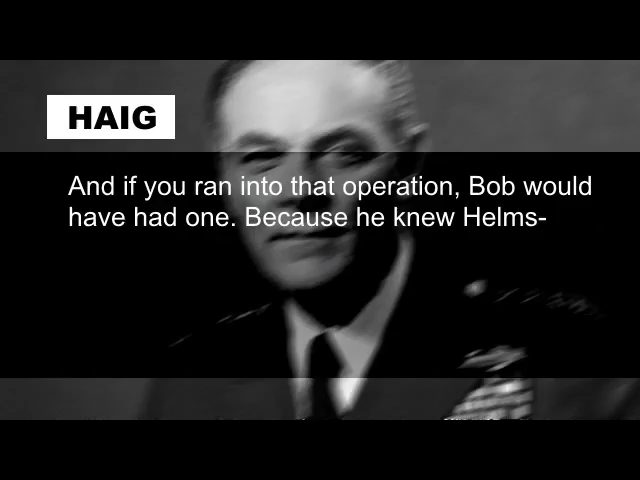 HAIG
And if you ran into that operation, Bob would
have had one. Because he knew Helms-